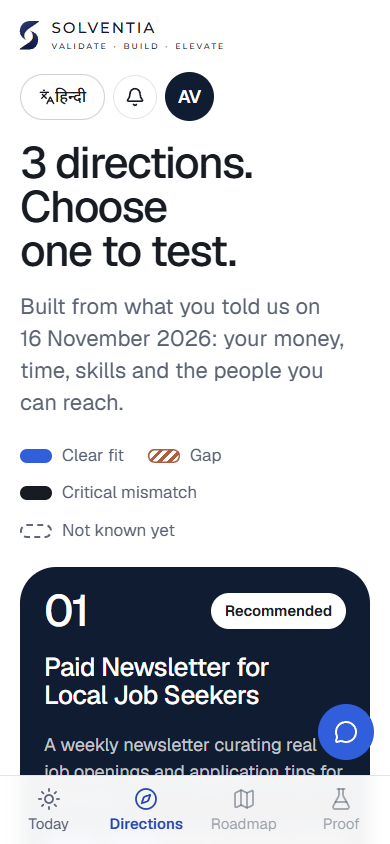 SOLVENTIA
VALIDATE · BUILD · ELEVATE
हिन्दी
AV
3 directions.
Choose
one to test.
Built from what you told us on
16 November 2026: your money,
time, skills and the people you
can reach.
Clear fit
Gap
Critical mismatch
Not known yet
01
Recommended
Paid Newsletter for
Local Job Seekers
A weekly newsletter curating real
job openings and application tips for
Today
Directions
Roadmap
Proof